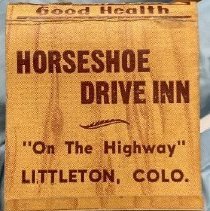 Good Health
HORSESHOE
DRIVE INN
"On The Highway"
LITTLETON, COLO.